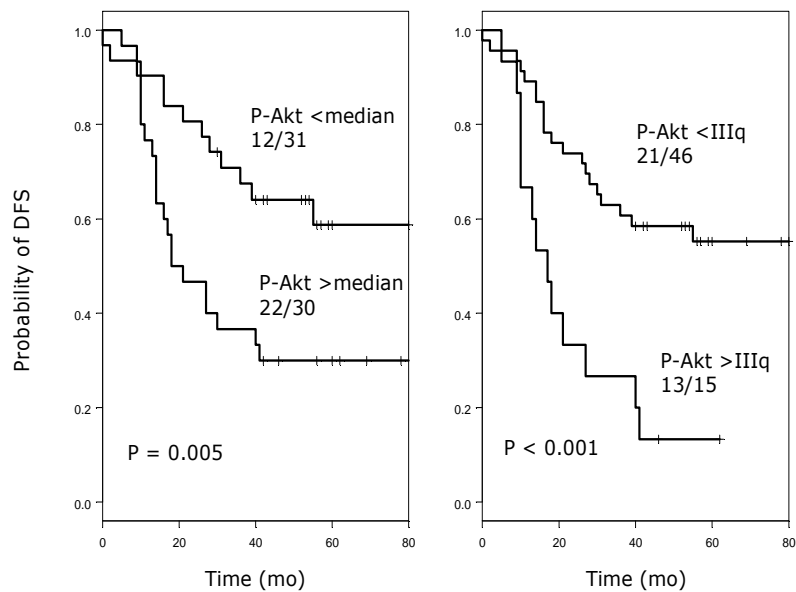 Probability of DFS
1.0
0.8
0.6
0.4
0.2
0.0
P-Akt <median
12/31
P-Akt >median
22/30
P = 0.005
0 20 40 60 80
Time (mo)
1.0
0.8
0.6
0.4
0.2
0.0
P-Akt <IIIq
21/46
P-Akt >IIIq
13/15
P < 0.001
0 20 40 60 80
Time (mo)